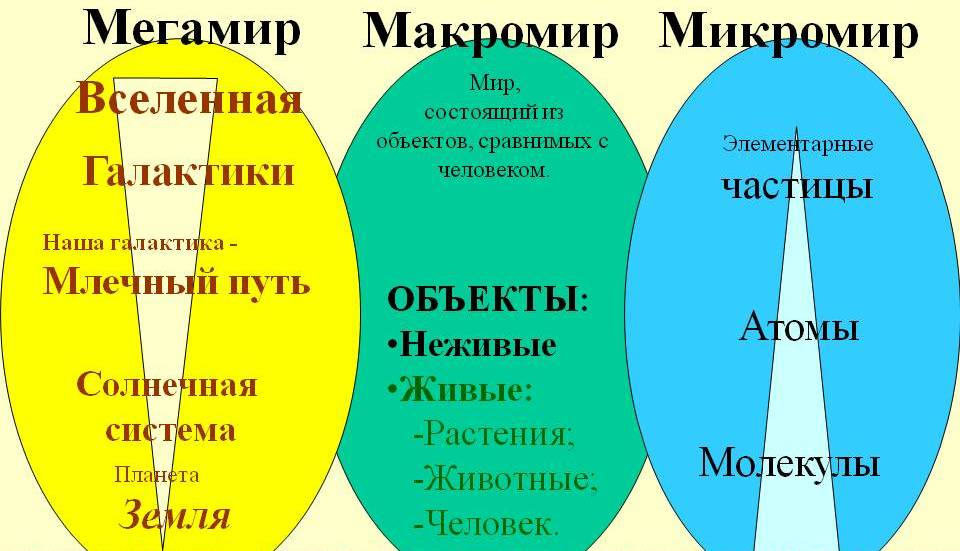 Мегамир
Вселенная
Галактики
Наша галактика -
Млечный путь
Солнечная
система
Планета
Земля
Макромир
Мир,
состоящий из
объектов, сравнимых с
человеком.
ОБЪЕКТЫ:
•Неживые
•Живые:
-Растения;
-Животные;
-Человек.
Микромир
Элементарные
частицы
Атомы
Молекулы